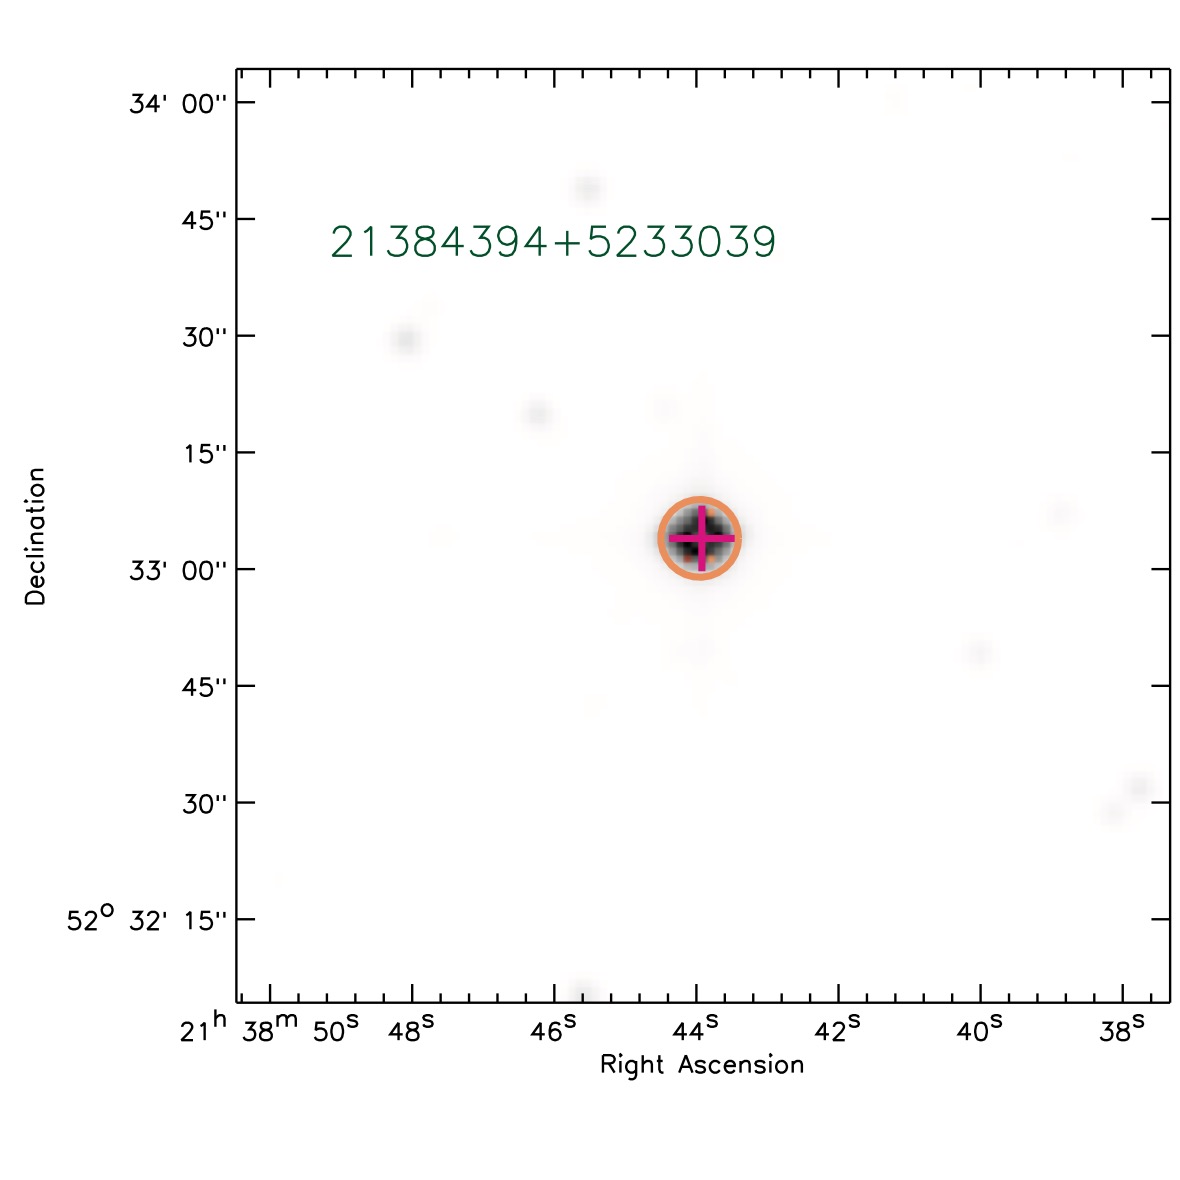 34' 00"
45"
21384394+5233039
30"
15"
33' 00"
45"
30"
52° 32' 15"
Declination
21h 38m 50s 48s 46s 44s 42s 40s 38s
Right Ascension